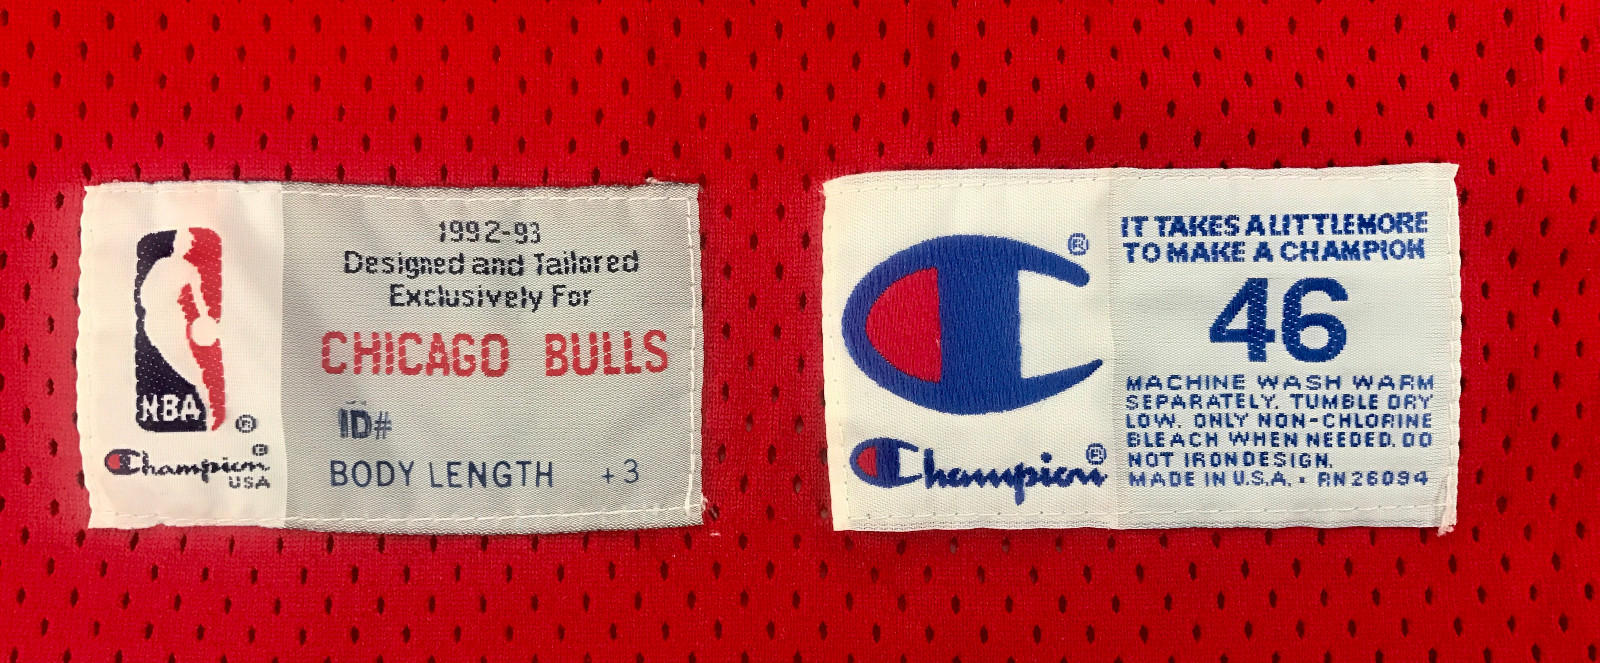 1992-93
Designed and Tailored
Exclusively For
CHICAGO BULLS
ID#
BODY LENGTH +3
NBA
®
Champion ®
USA
®
Champion ®
IT TAKES A LITTLE MORE
TO MAKE A CHAMPION
46
MACHINE WASH WARM
SEPARATELY. TUMBLE DRY
LOW. ONLY NON-CHLORINE
BLEACH WHEN NEEDED. DO
NOT IRON DESIGN.
MADE IN U.S.A. • RN 26094